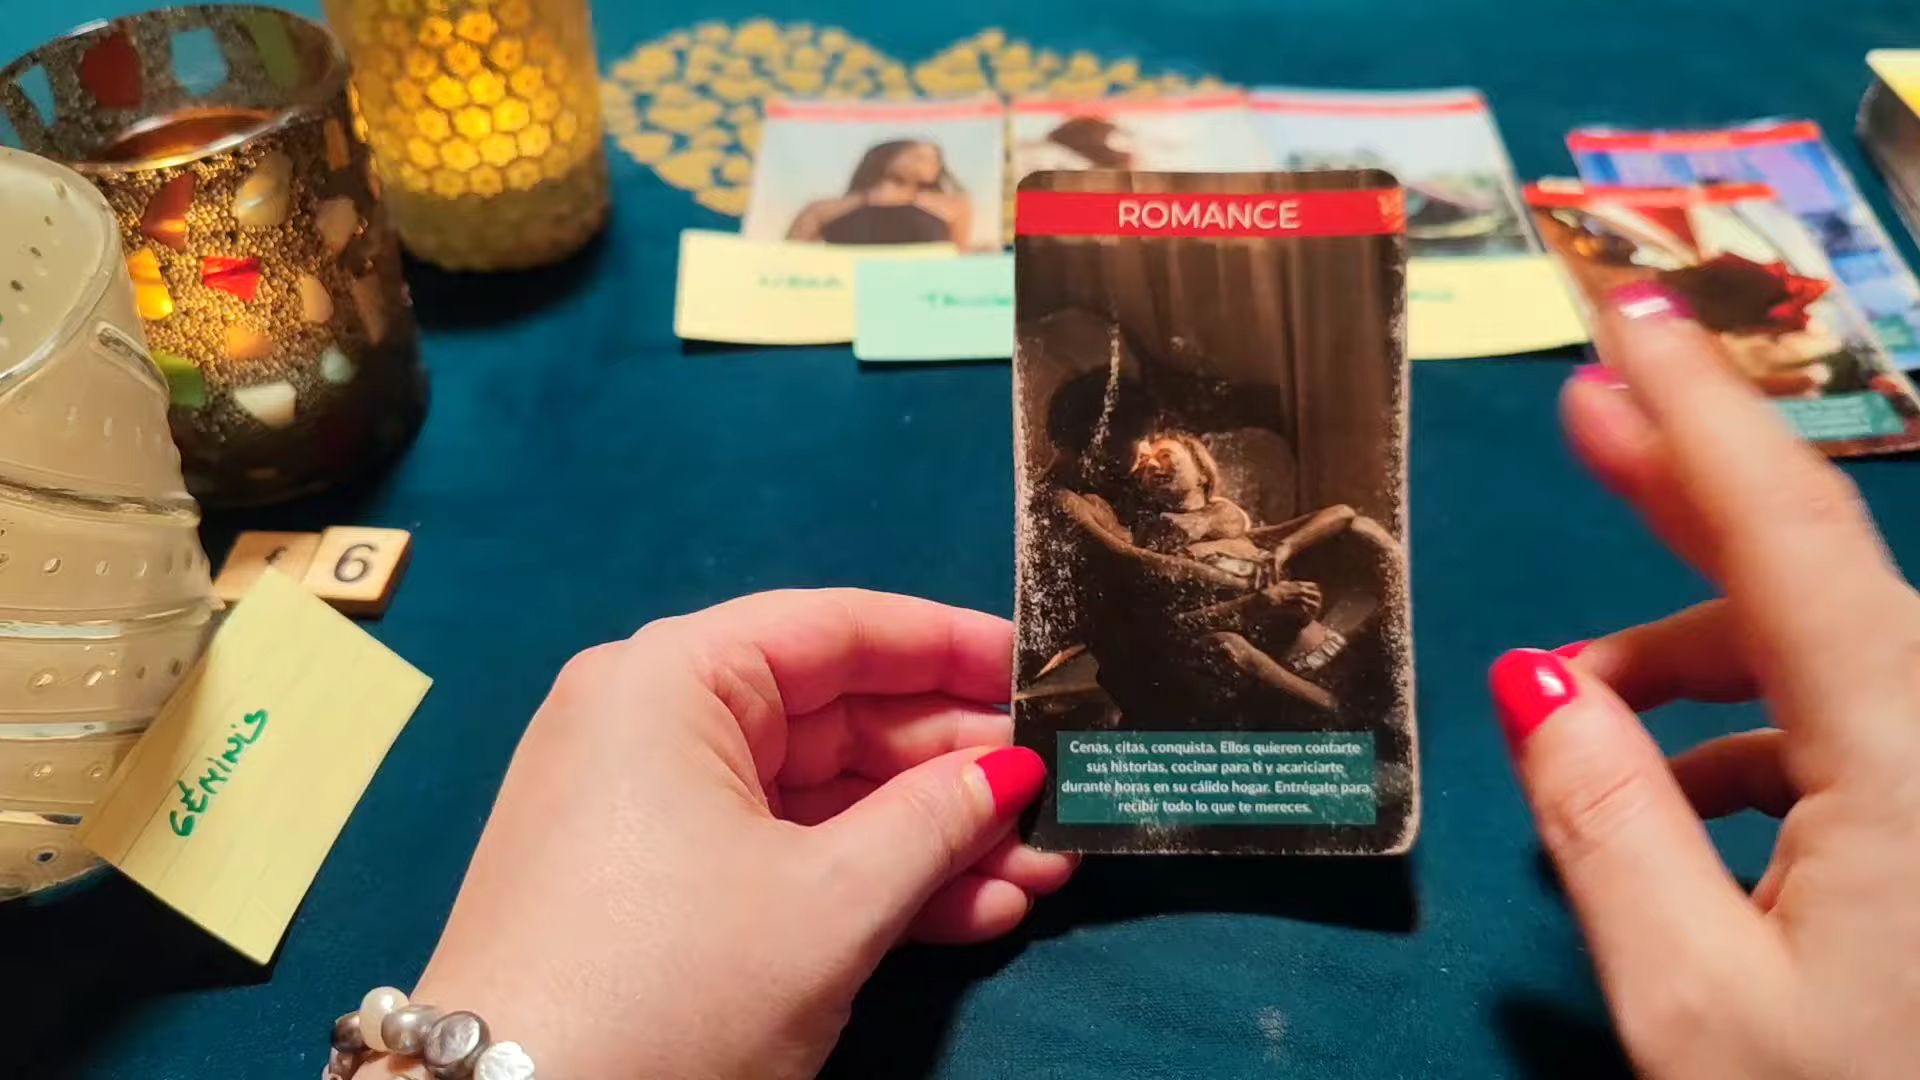 ROMANCE
LIBRA
6
GÉMINIS
Cenas, citas, conquista. Ellos quieren contarte
sus historias, cocinar para ti y acariciarte
durante horas en su cálido hogar. Entrégate para
recibir todo lo que te mereces.